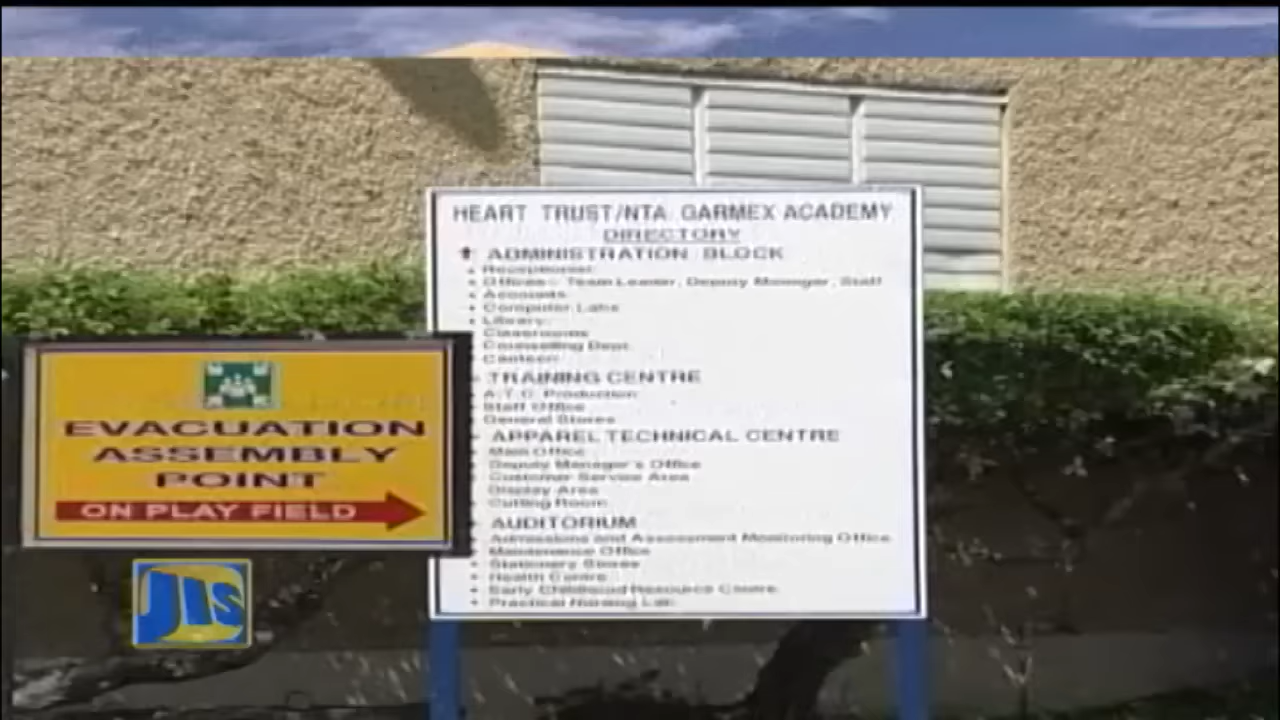 HEART TRUST/NTA GARMEX ACADEMY
DIRECTORY
ADMINISTRATION BLOCK
• Receptionist
• Offices - Team Leader, Deputy Manager, Staff
• Accounts
• Computer Labs
• Library
Classrooms
Counselling Dept.
• Canteen
TRAINING CENTRE
A.T.C. Production
Staff Office
General Stores
APPAREL TECHNICAL CENTRE
Main Office
Deputy Manager's Office
Customer Service Area
Display Area
Cutting Room
AUDITORIUM
Admissions and Assessment Monitoring Office
Maintenance Office
• Stationery Stores
• Health Centre
• Early Childhood Resource Centre
• Practical Nursing Lab
EVACUATION
ASSEMBLY
POINT
ON PLAY FIELD
JIS